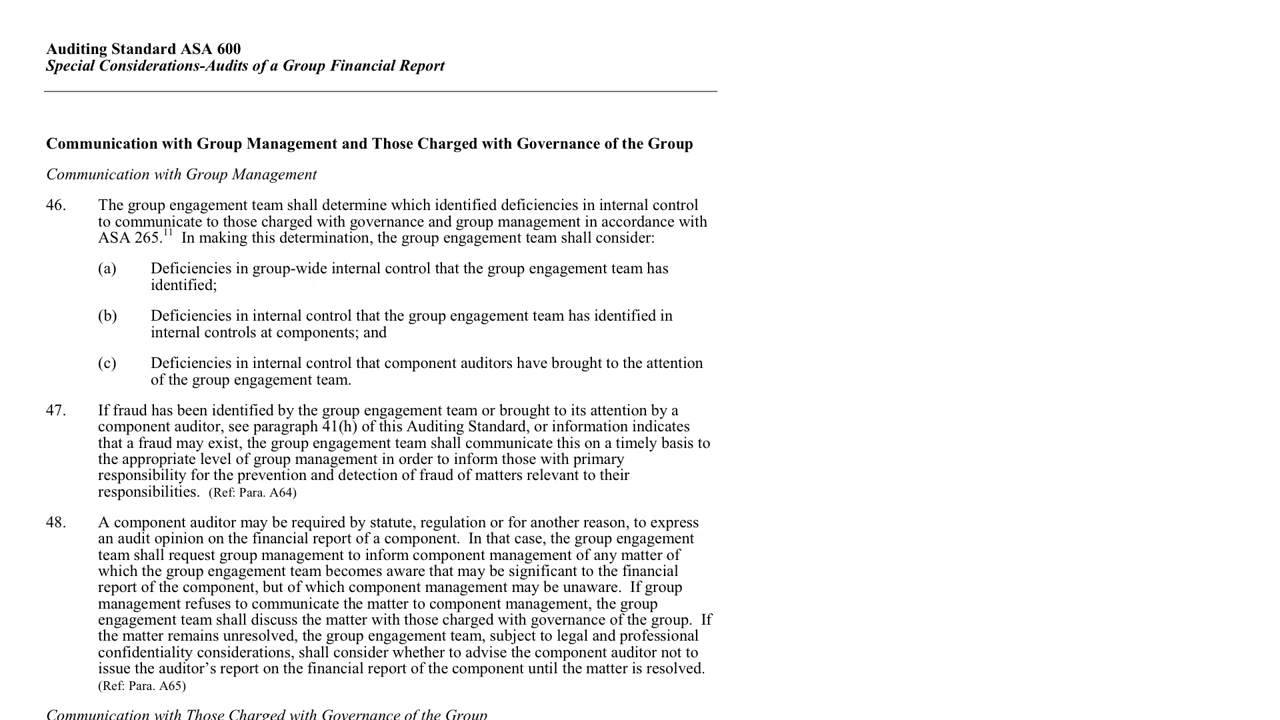 Auditing Standard ASA 600
Special Considerations-Audits of a Group Financial Report
Communication with Group Management and Those Charged with Governance of the Group
Communication with Group Management
46. The group engagement team shall determine which identified deficiencies in internal control
to communicate to those charged with governance and group management in accordance with
ASA 265.11 In making this determination, the group engagement team shall consider:
(a) Deficiencies in group-wide internal control that the group engagement team has
identified;
(b) Deficiencies in internal control that the group engagement team has identified in
internal controls at components; and
(c) Deficiencies in internal control that component auditors have brought to the attention
of the group engagement team.
47. If fraud has been identified by the group engagement team or brought to its attention by a
component auditor, see paragraph 41(h) of this Auditing Standard, or information indicates
that a fraud may exist, the group engagement team shall communicate this on a timely basis to
the appropriate level of group management in order to inform those with primary
responsibility for the prevention and detection of fraud of matters relevant to their
responsibilities. (Ref: Para. A64)
48. A component auditor may be required by statute, regulation or for another reason, to express
an audit opinion on the financial report of a component. In that case, the group engagement
team shall request group management to inform component management of any matter of
which the group engagement team becomes aware that may be significant to the financial
report of the component, but of which component management may be unaware. If group
management refuses to communicate the matter to component management, the group
engagement team shall discuss the matter with those charged with governance of the group. If
the matter remains unresolved, the group engagement team, subject to legal and professional
confidentiality considerations, shall consider whether to advise the component auditor not to
issue the auditor’s report on the financial report of the component until the matter is resolved.
(Ref: Para. A65)
Communication with Those Charged with Governance of the Group